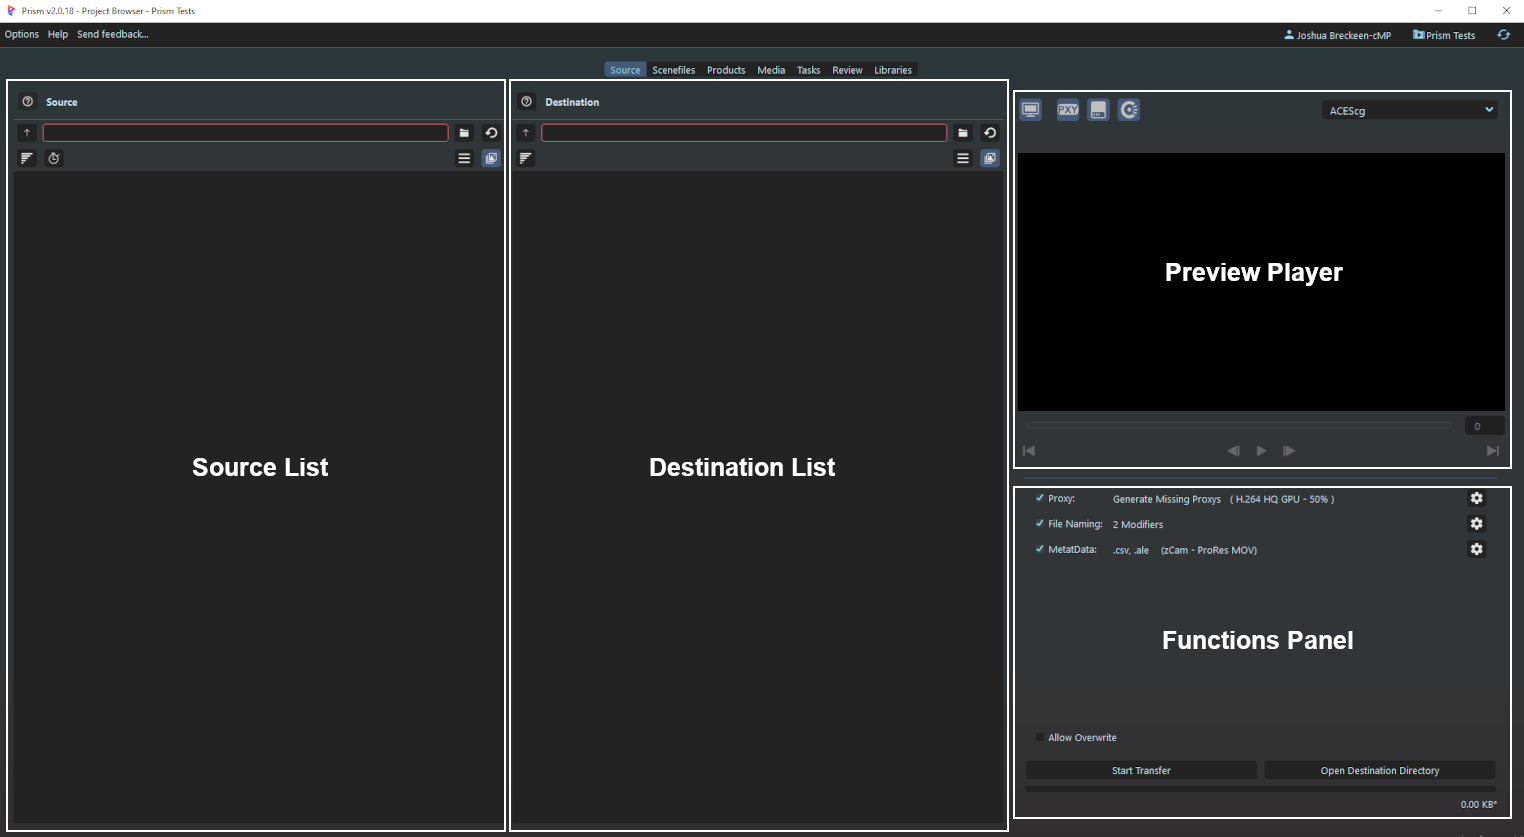 Prism v2.0.18 - Project Browser - Prism Tests
Options Help Send feedback...
Joshua Breckeen-cMP Prism Tests
Source Scenefiles Products Media Tasks Review Libraries
Source
Destination
PXY
ACEScg
Preview Player
Source List
Destination List
0
Proxy: Generate Missing Proxys ( H.264 HQ GPU - 50% )
File Naming: 2 Modifiers
MetatData: .csv, .ale (zCam - ProRes MOV)
Functions Panel
Allow Overwrite
Start Transfer Open Destination Directory
0.00 KB*